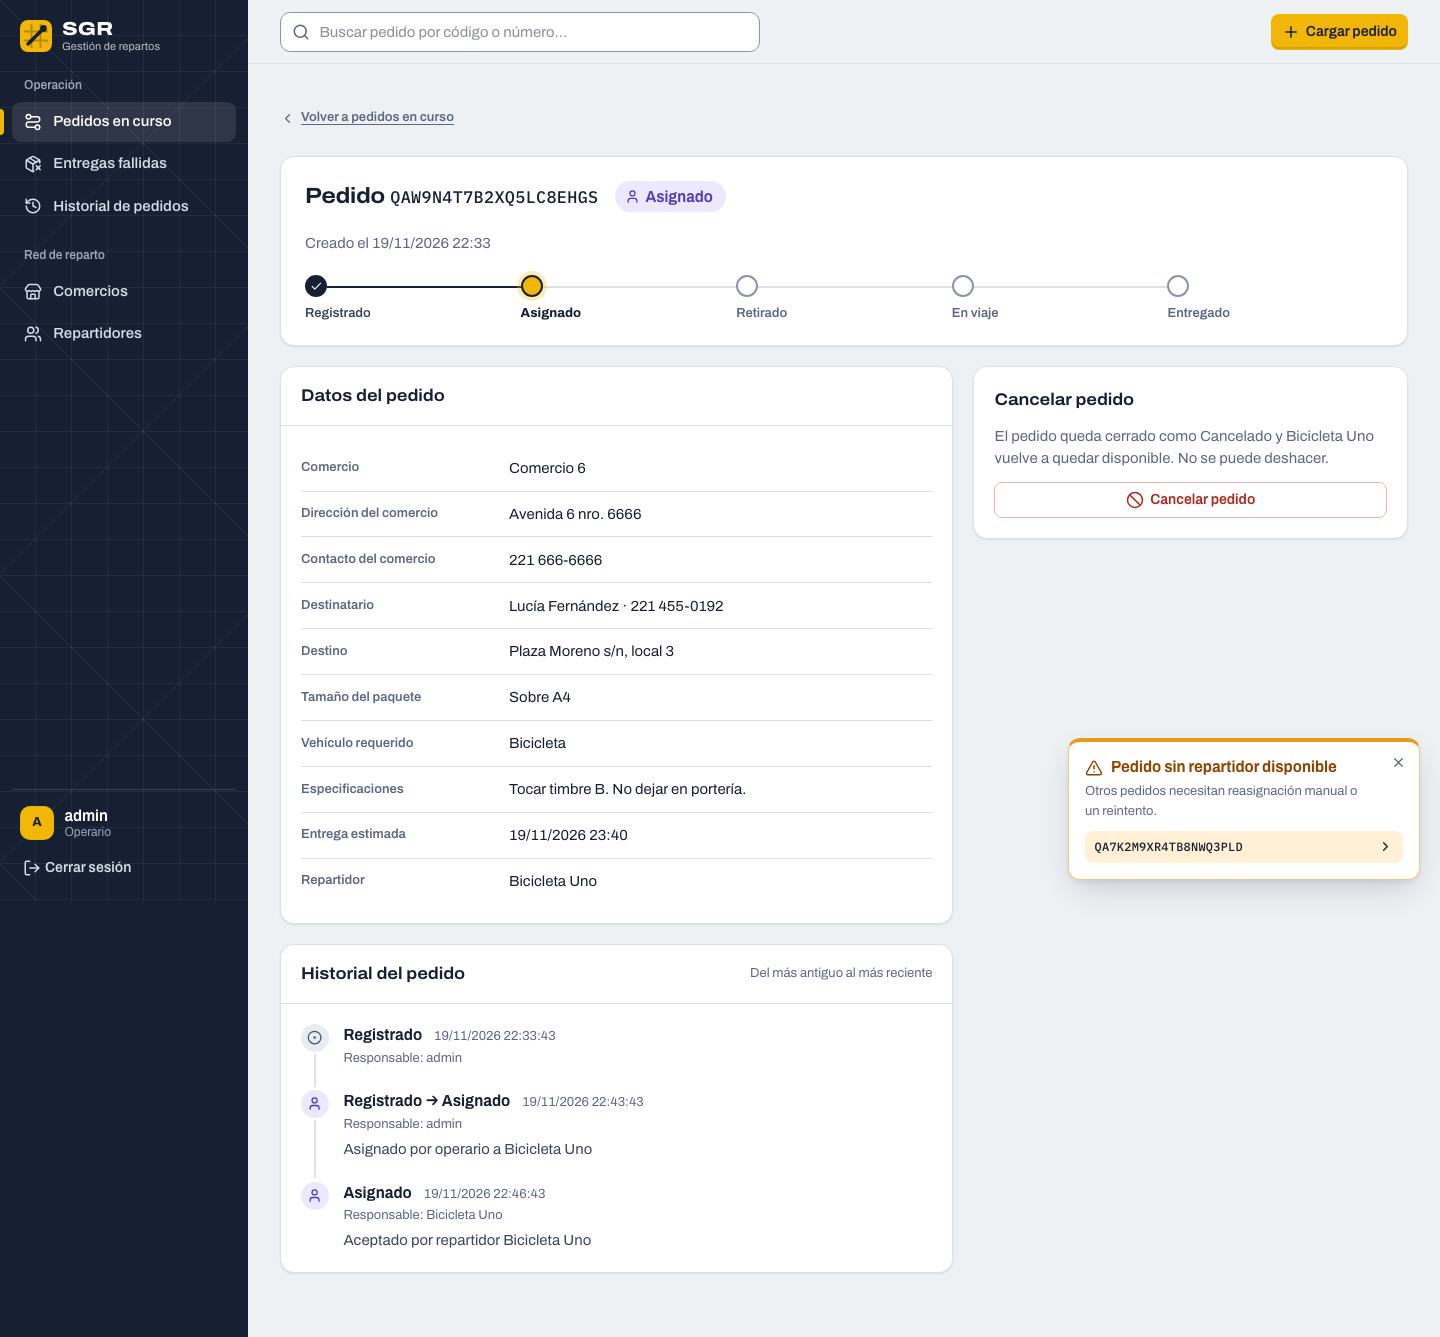 SGR
Gestión de repartos
Operación
Pedidos en curso
Entregas fallidas
Historial de pedidos
Red de reparto
Comercios
Repartidores
A
admin
Operario
Cerrar sesión
Buscar pedido por código o número...
Cargar pedido
Volver a pedidos en curso
Pedido QAW9N4T7B2XQ5LC8EHGS
Asignado
Creado el 19/11/2026 22:33
Registrado
Asignado
Retirado
En viaje
Entregado
Datos del pedido
Comercio
Comercio 6
Dirección del comercio
Avenida 6 nro. 6666
Contacto del comercio
221 666-6666
Destinatario
Lucía Fernández · 221 455-0192
Destino
Plaza Moreno s/n, local 3
Tamaño del paquete
Sobre A4
Vehículo requerido
Bicicleta
Especificaciones
Tocar timbre B. No dejar en portería.
Entrega estimada
19/11/2026 23:40
Repartidor
Bicicleta Uno
Cancelar pedido
El pedido queda cerrado como Cancelado y Bicicleta Uno
vuelve a quedar disponible. No se puede deshacer.
Cancelar pedido
Pedido sin repartidor disponible
Otros pedidos necesitan reasignación manual o
un reintento.
QA7K2M9XR4TB8NWQ3PLD
Historial del pedido
Del más antiguo al más reciente
Registrado 19/11/2026 22:33:43
Responsable: admin
Registrado → Asignado 19/11/2026 22:43:43
Responsable: admin
Asignado por operario a Bicicleta Uno
Asignado 19/11/2026 22:46:43
Responsable: Bicicleta Uno
Aceptado por repartidor Bicicleta Uno